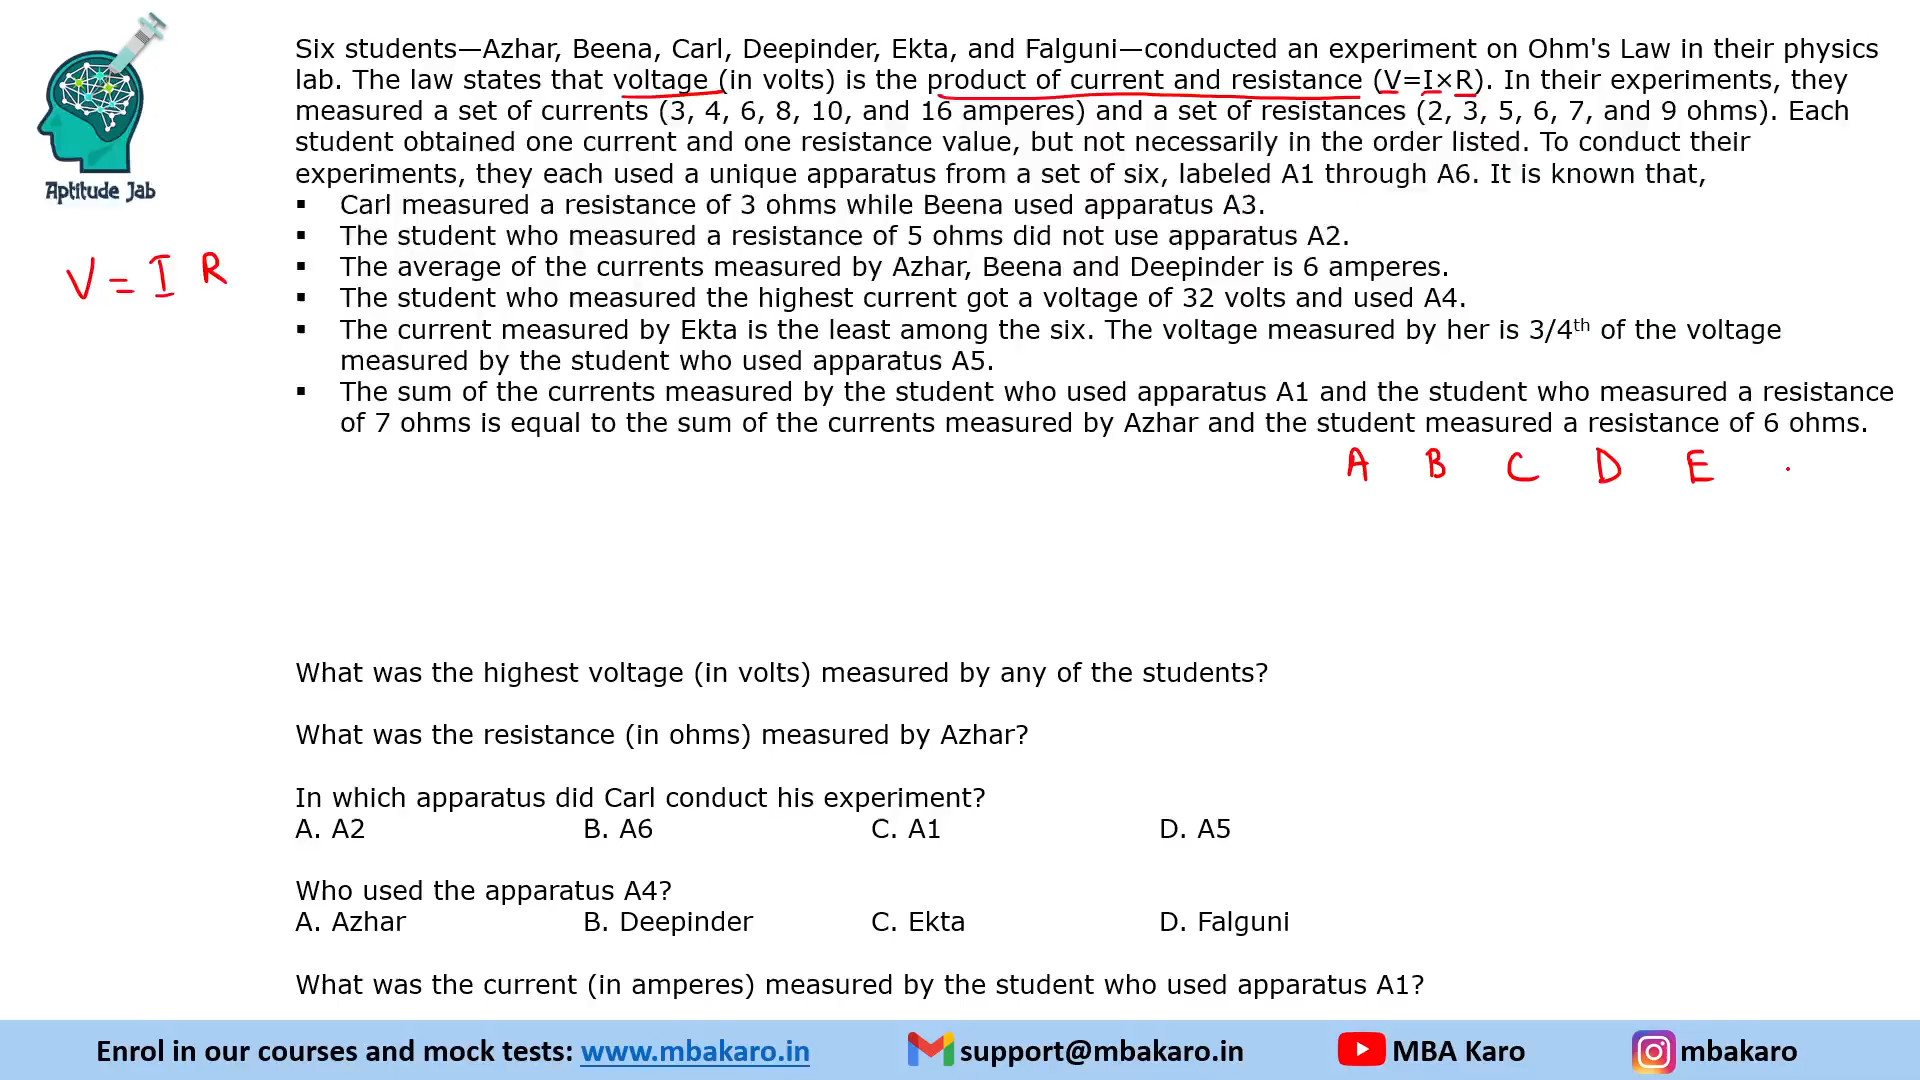 Six students—Azhar, Beena, Carl, Deepinder, Ekta, and Falguni—conducted an experiment on Ohm's Law in their physics
lab. The law states that voltage (in volts) is the product of current and resistance (V=I×R). In their experiments, they
measured a set of currents (3, 4, 6, 8, 10, and 16 amperes) and a set of resistances (2, 3, 5, 6, 7, and 9 ohms). Each
student obtained one current and one resistance value, but not necessarily in the order listed. To conduct their
experiments, they each used a unique apparatus from a set of six, labeled A1 through A6. It is known that,
Aptitude Jab
▪ Carl measured a resistance of 3 ohms while Beena used apparatus A3.
▪ The student who measured a resistance of 5 ohms did not use apparatus A2.
▪ The average of the currents measured by Azhar, Beena and Deepinder is 6 amperes.
V = I R
▪ The student who measured the highest current got a voltage of 32 volts and used A4.
▪ The current measured by Ekta is the least among the six. The voltage measured by her is 3/4th of the voltage
measured by the student who used apparatus A5.
▪ The sum of the currents measured by the student who used apparatus A1 and the student who measured a resistance
of 7 ohms is equal to the sum of the currents measured by Azhar and the student measured a resistance of 6 ohms.
A B C D E
What was the highest voltage (in volts) measured by any of the students?
What was the resistance (in ohms) measured by Azhar?
In which apparatus did Carl conduct his experiment?
A. A2 B. A6 C. A1 D. A5
Who used the apparatus A4?
A. Azhar B. Deepinder C. Ekta D. Falguni
What was the current (in amperes) measured by the student who used apparatus A1?
Enrol in our courses and mock tests: www.mbakaro.in support@mbakaro.in MBA Karo mbakaro